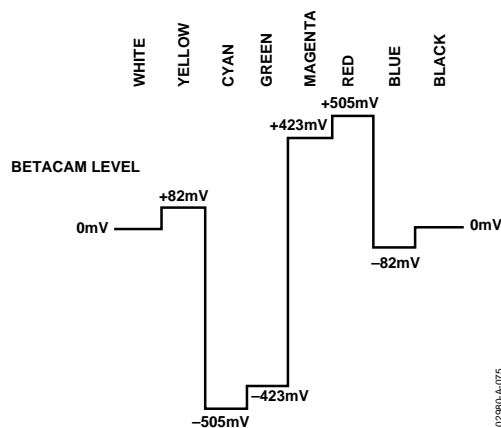 WHITE
YELLOW
CYAN
GREEN
MAGENTA
RED
BLUE
BLACK
+505mV
+423mV
BETACAM LEVEL
+82mV
0mV
0mV
–82mV
–423mV
–505mV
02980-A-075